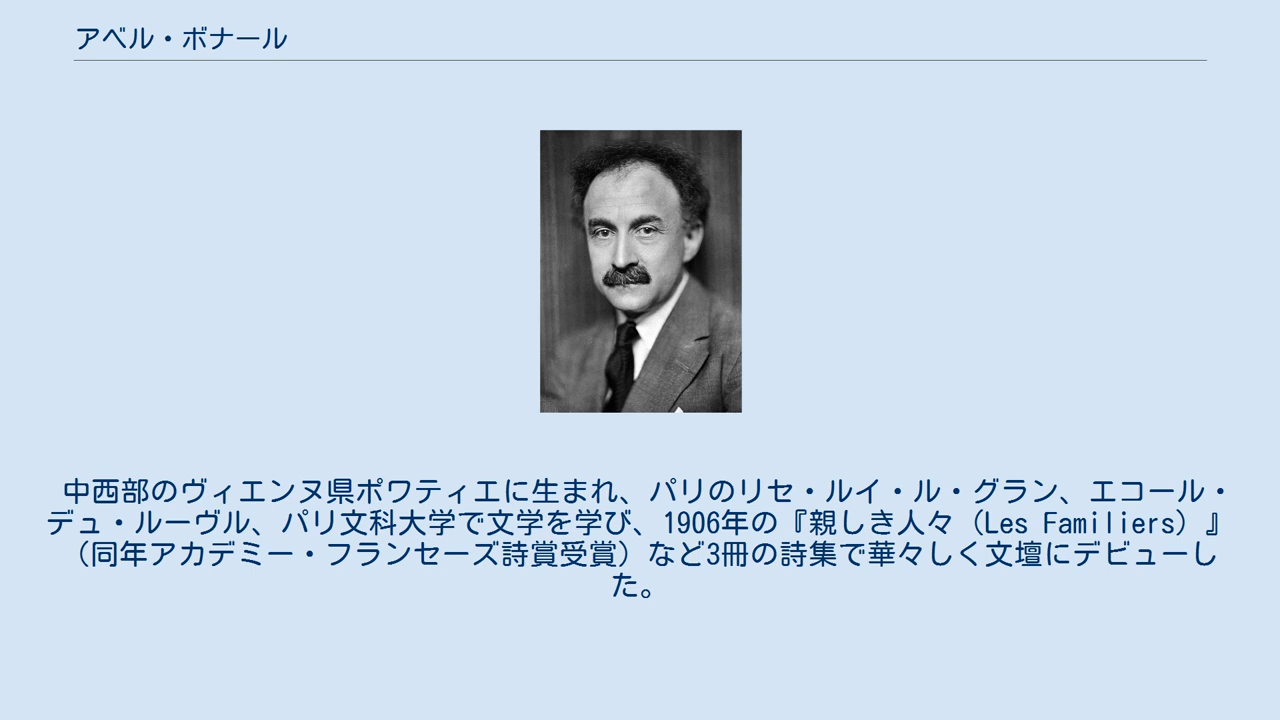 アベル・ボナール
中西部のヴィエンヌ県ポワティエに生まれ、パリのリセ・ルイ・ル・グラン、エコール・
デュ・ルーヴル、パリ文科大学で文学を学び、1906年の『親しき人々（Les Familiers）』
（同年アカデミー・フランセーズ詩賞受賞）など3冊の詩集で華々しく文壇にデビューし
た。